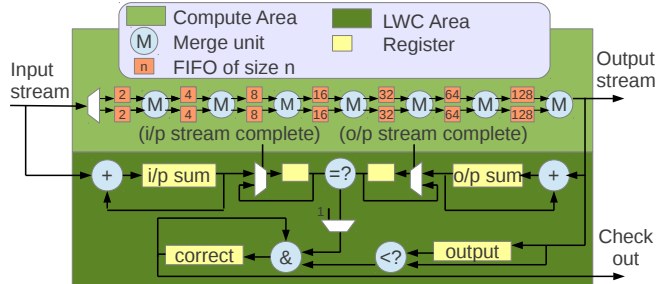 Compute Area
LWC Area
M
Merge unit
Register
n
FIFO of size n
Input
stream
Output
stream
2 4 8 16 32 64 128
M M M M M M M
2 4 8 16 32 64 128
(i/p stream complete) (o/p stream complete)
+ i/p sum =? o/p sum +
1
correct & <? output
Check
out